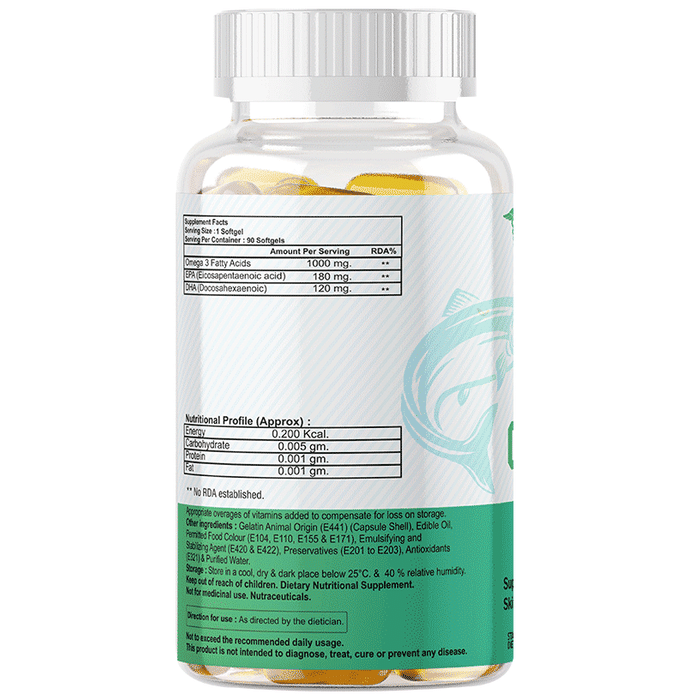 Supplement Facts
Serving Size : 1 Softgel
Serving Per Container : 90 Softgels
Amount Per Serving RDA%
Omega 3 Fatty Acids 1000 mg. **
EPA (Eicosapentaenoic acid) 180 mg. **
DHA (Docosahexaenoic) 120 mg. **
Nutritional Profile (Approx) :
Energy 0.200 Kcal.
Carbohydrate 0.005 gm.
Protein 0.001 gm.
Fat 0.001 gm.
** No RDA established.
Appropriate overages of vitamins added to compensate for loss on storage.
Other ingredients : Gelatin Animal Origin (E441) (Capsule Shell), Edible Oil,
Permitted Food Colour (E104, E110, E155 & E171), Emulsifying and
Stabilizing Agent (E420 & E422), Preservatives (E201 to E203), Antioxidants
(E321) & Purified Water.
Storage : Store in a cool, dry & dark place below 25°C. & 40 % relative humidity.
Keep out of reach of children. Dietary Nutritional Supplement.
Not for medicinal use. Nutraceuticals.
Direction for use : As directed by the dietician.
Not to exceed the recommended daily usage.
This product is not intended to diagnose, treat, cure or prevent any disease.